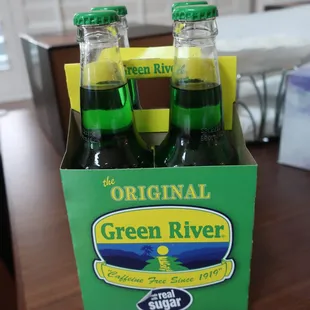 Green River
the
ORIGINAL
Green River
"Caffeine Free Since 1919"
real
sugar